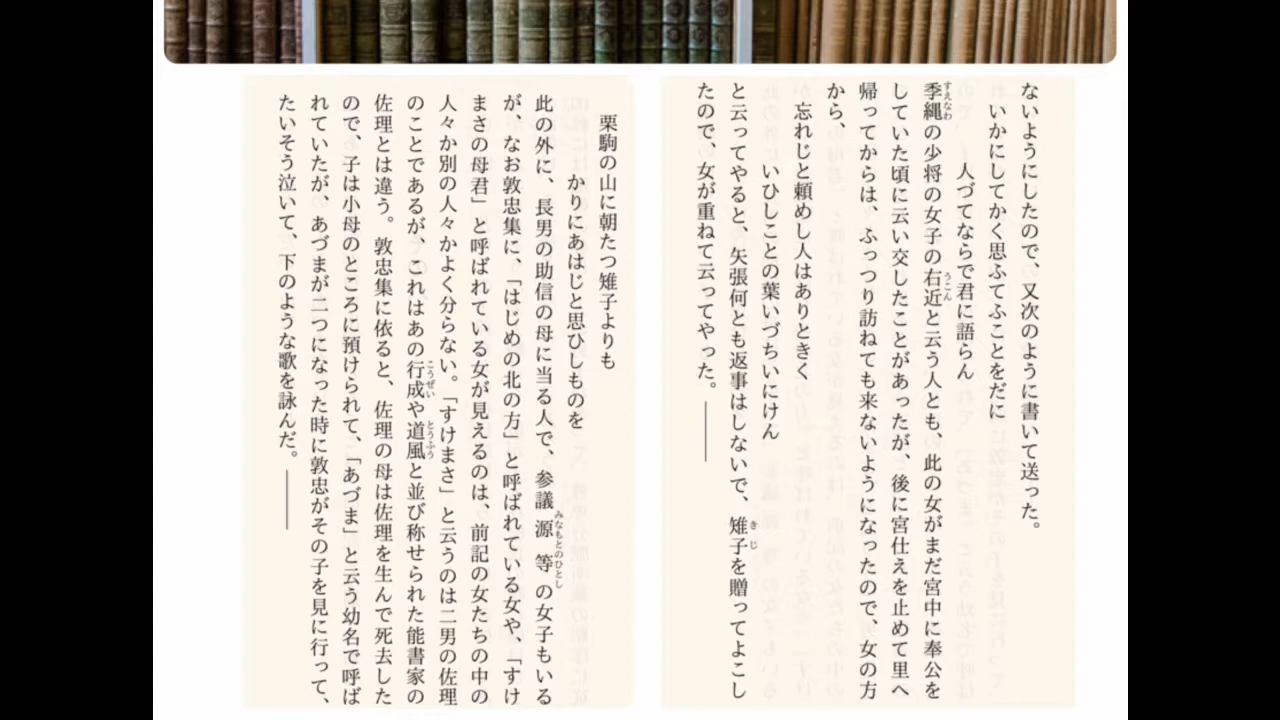 ないようにしたので、又次のように書いて送った。
いかにしてかく思ふてふことをだに
人づてならで君に語らん
季縄の少将の女子の右近と云う人とも、此の女がまだ宮中に奉公を
していた頃に云い交したことがあったが、後に宮仕えを止めて里へ
帰ってからは、ふっつり訪ねても来ないようになったので、女の方
から、
忘れじと頼めし人はありときく
いひしことの葉いづちいにけん
と云ってやると、矢張何とも返事はしないで、雉子を贈ってよこし
たので、女が重ねて云ってやった。――
栗駒の山に朝たつ雉子よりも
かりにあはじと思ひしものを
此の外に、長男の助信の母に当る人で、参議源等の女子もいる
が、なお敦忠集に、「はじめの北の方」と呼ばれている女や、「すけ
まさの母君」と呼ばれている女が見えるのは、前記の女たちの中の
人々か別の人々かよく分らない。「すけまさ」と云うのは二男の佐理
のことであるが、これはあの行成や道風と並び称せられた能書家の
佐理とは違う。敦忠集に依ると、佐理の母は佐理を生んで死去した
ので、子は小母のところに預けられて、「あづま」と云う幼名で呼ば
れていたが、あづまが二つになった時に敦忠がその子を見に行って、
たいそう泣いて、下のような歌を詠んだ。――